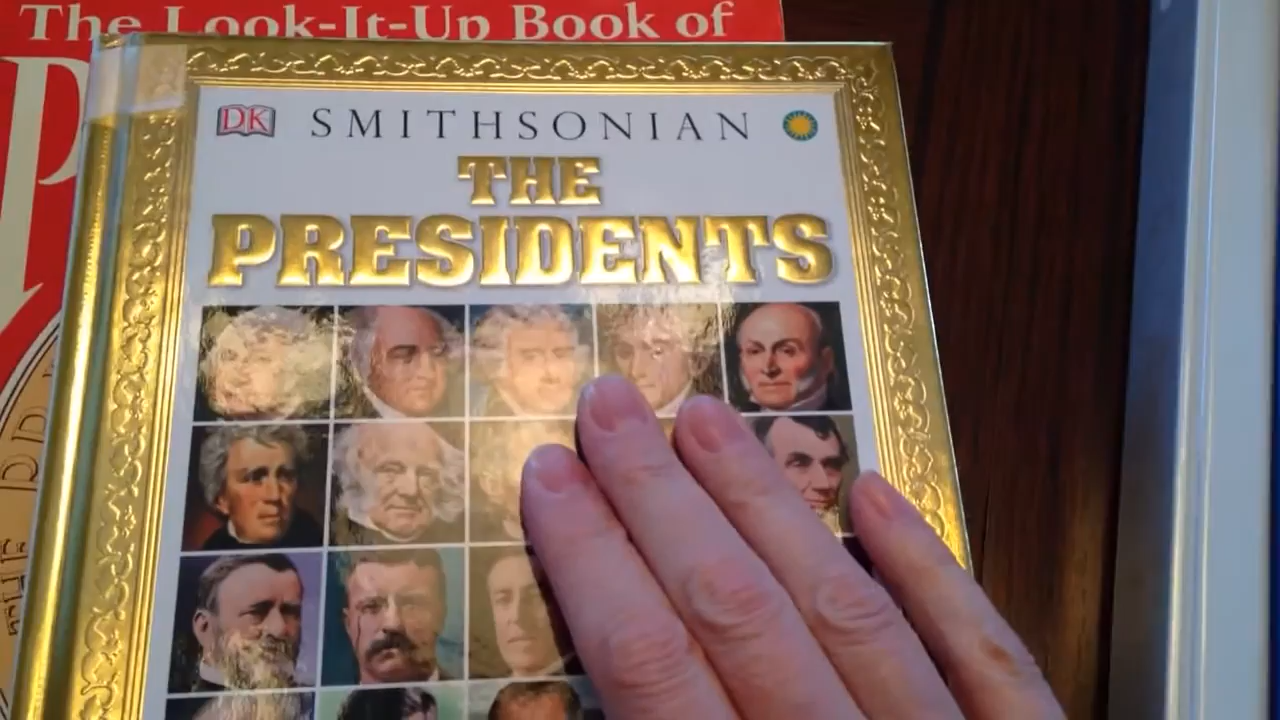 The Look-It-Up Book of
DK
SMITHSONIAN
THE
PRESIDENTS